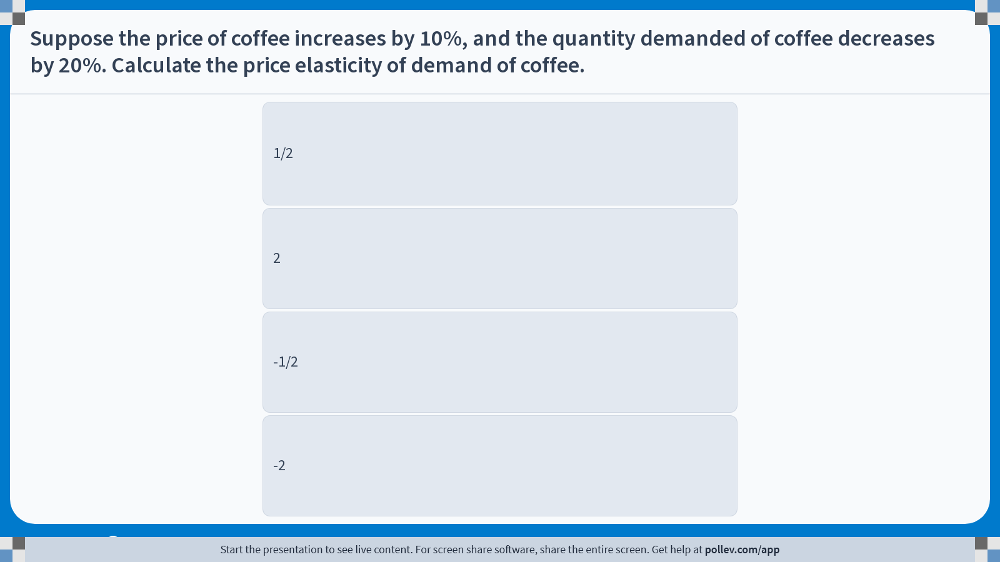 Suppose the price of coffee increases by 10%, and the quantity demanded of coffee decreases
by 20%. Calculate the price elasticity of demand of coffee.
1/2
2
-1/2
-2
Start the presentation to see live content. For screen share software, share the entire screen. Get help at pollev.com/app